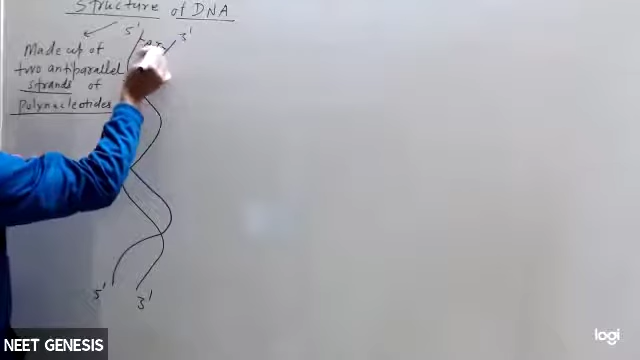 Structure of DNA
5' 3'
Made up of
two antiparallel
strands of
polynucleotides
5' 3'
NEET GENESIS
logi